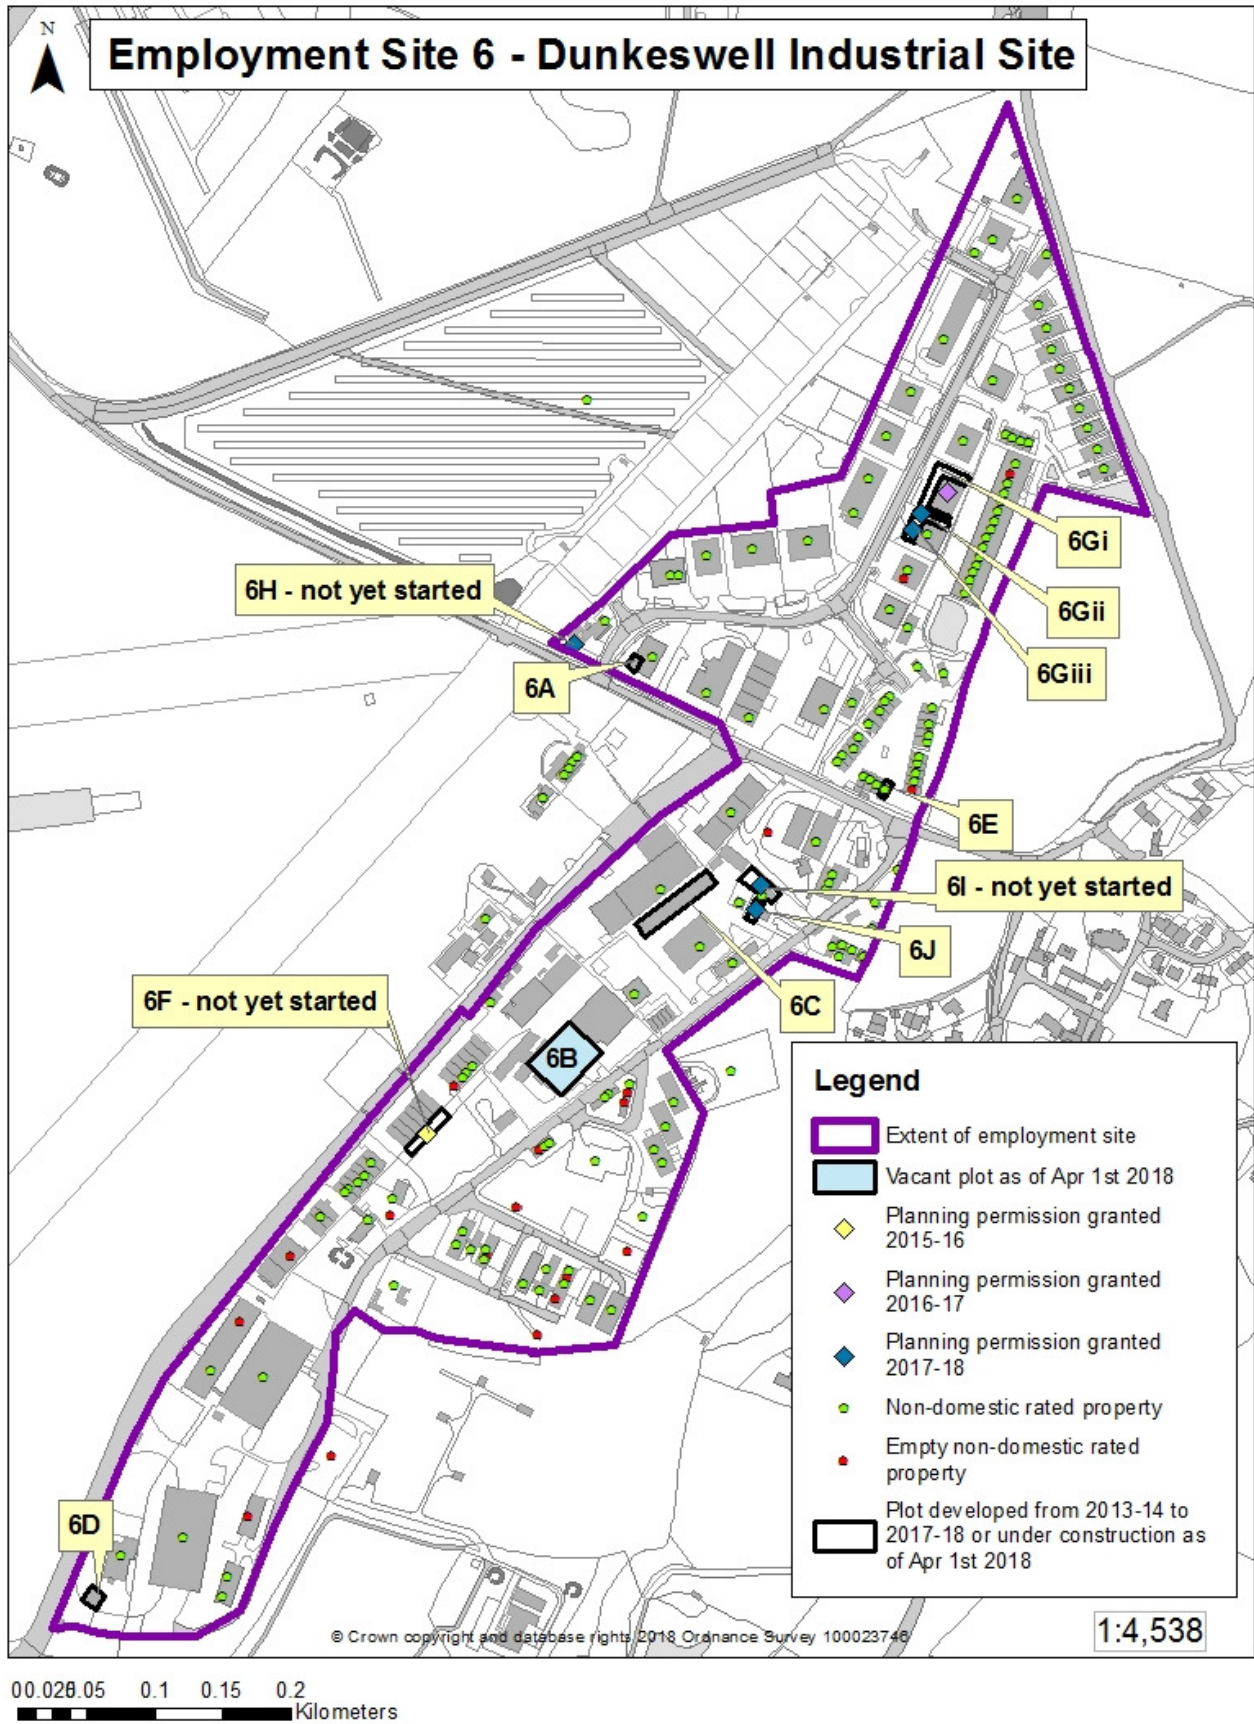 N
Employment Site 6 - Dunkeswell Industrial Site
6Gi
6H - not yet started
6Gii
6Giii
6A
6E
6I - not yet started
6J
6F - not yet started
6C
6B
Legend
Extent of employment site
Vacant plot as of Apr 1st 2018
Planning permission granted
2015-16
Planning permission granted
2016-17
Planning permission granted
2017-18
Non-domestic rated property
Empty non-domestic rated
property
Plot developed from 2013-14 to
2017-18 or under construction as
of Apr 1st 2018
6D
© Crown copyright and database rights 2018 Ordnance Survey 100023746
1:4,538
0 0.025 0.05 0.1 0.15 0.2
Kilometers